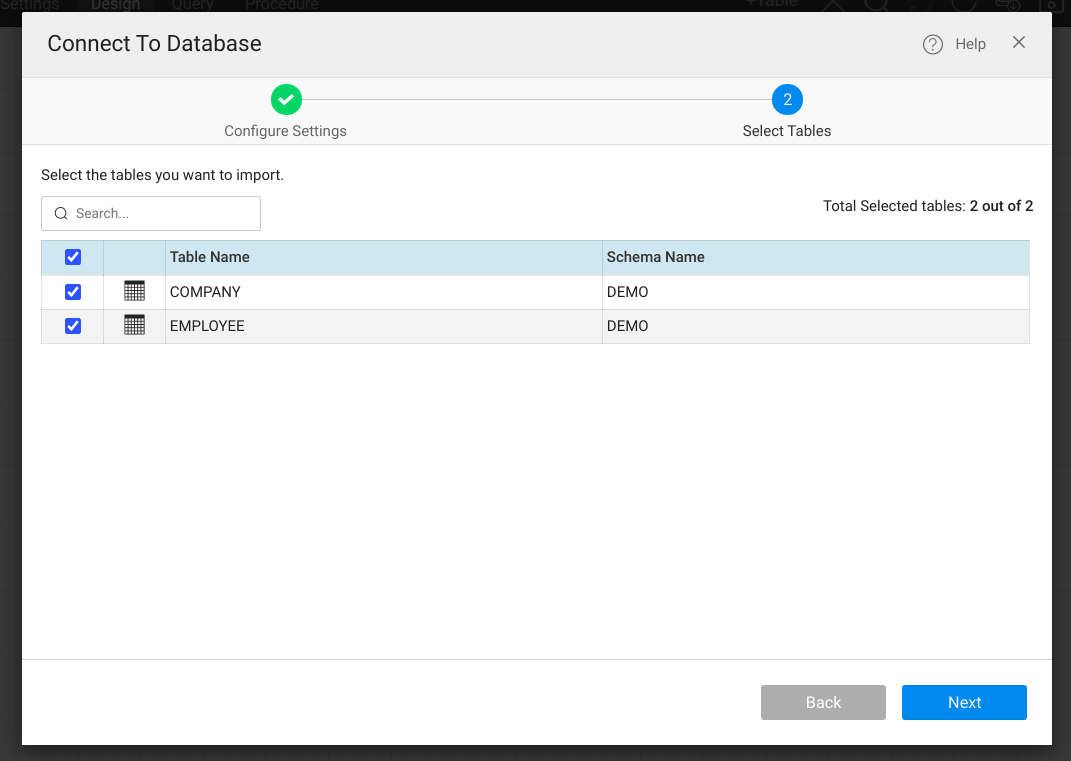 Settings Design Query Procedure + Table
Connect To Database
? Help
2
Configure Settings Select Tables
Select the tables you want to import.
Search...
Total Selected tables: 2 out of 2
Table Name Schema Name
COMPANY DEMO
EMPLOYEE DEMO
Back Next